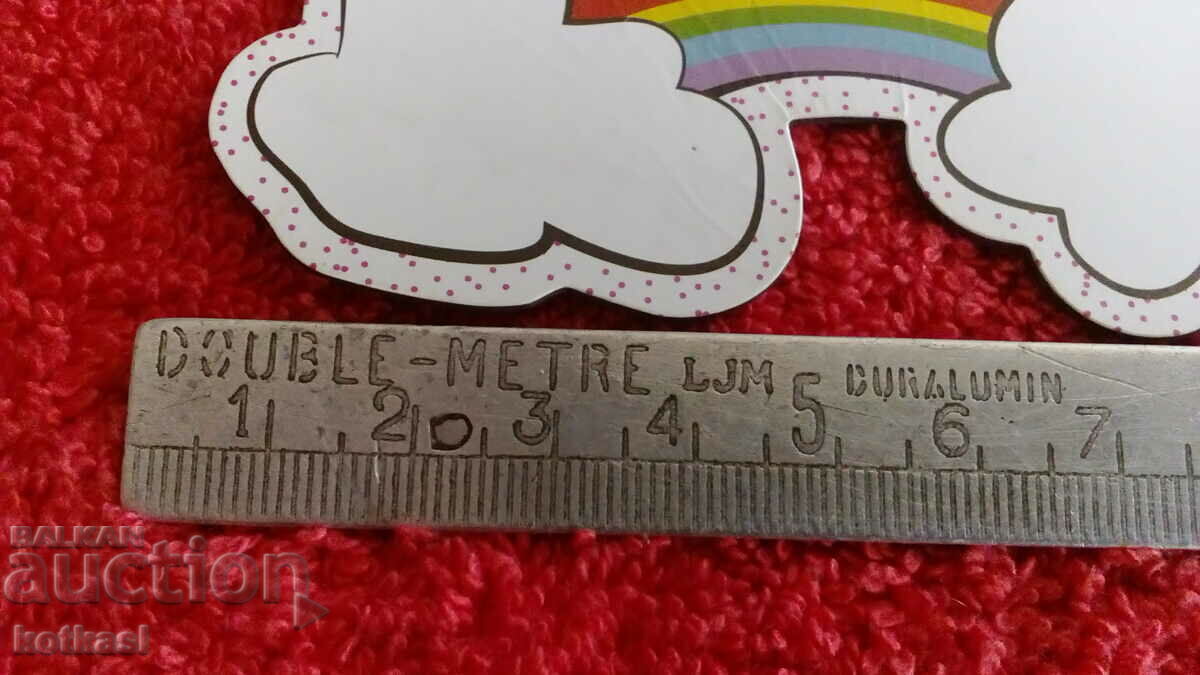 DOUBLE-METRE LJM DURALUMIN
1 2 3 4 5 6 7
BALKAN
auction
kotkasl